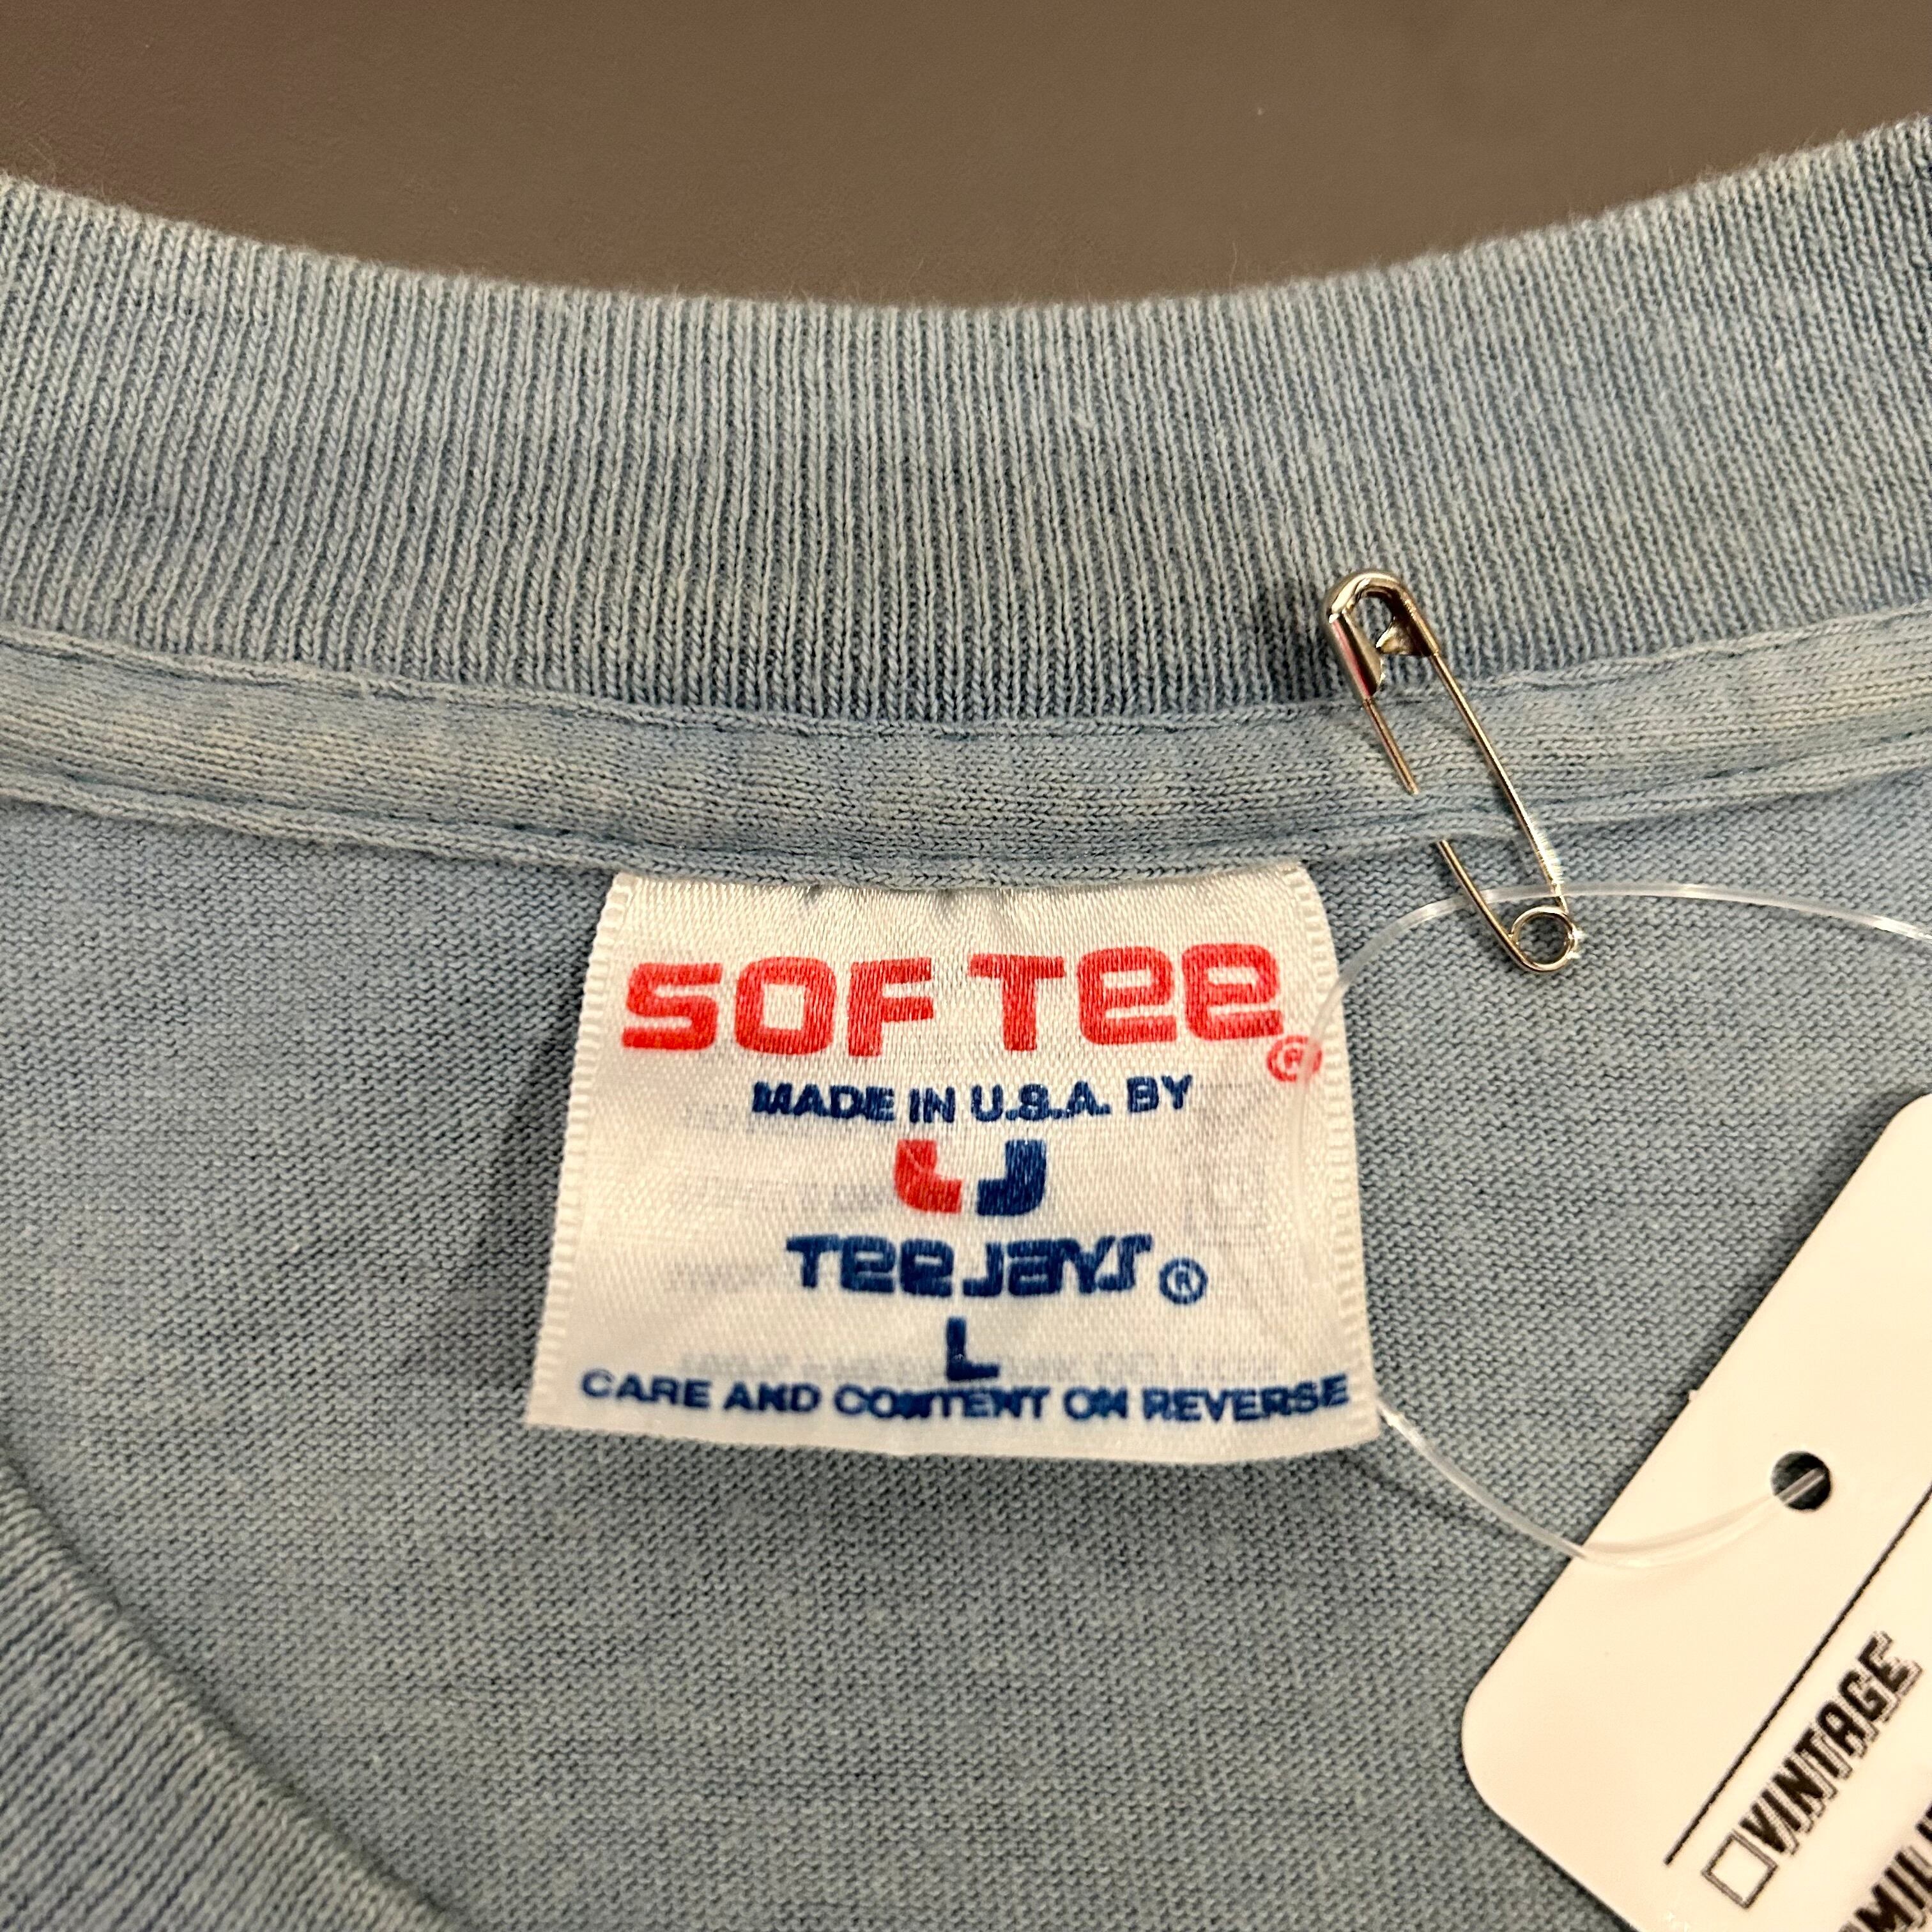 SOF TEE®
MADE IN U.S.A. BY
TEE JAYS®
L
CARE AND CONTENT ON REVERSE
VINTAGE